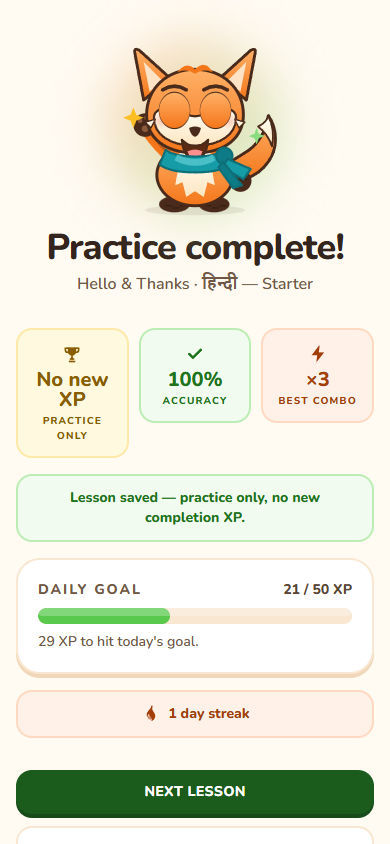 Practice complete!
Hello & Thanks · हिन्दी — Starter
No new
XP
PRACTICE
ONLY
100%
ACCURACY
×3
BEST COMBO
Lesson saved — practice only, no new
completion XP.
DAILY GOAL
21 / 50 XP
29 XP to hit today's goal.
1 day streak
NEXT LESSON